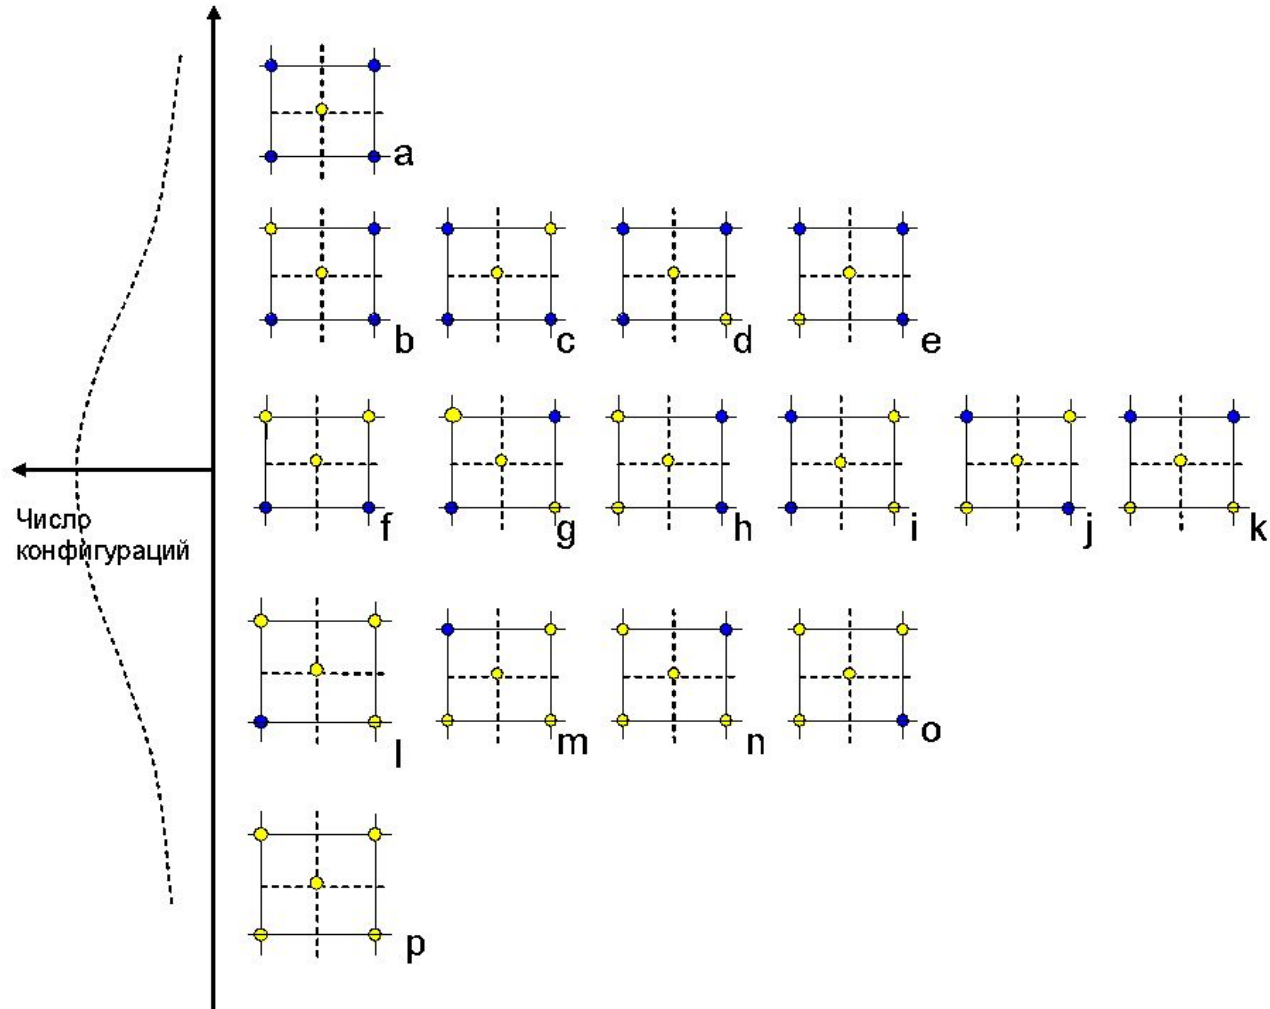 a
b c d e
f g h i j k
Число
конфигураций
l m n o
p